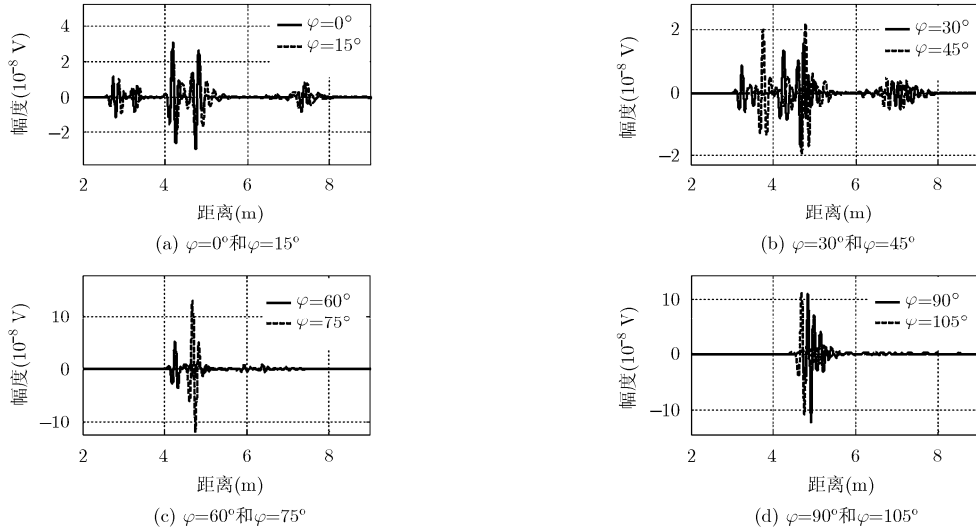 幅度(10⁻⁸ V)
4
2
0
−2
φ=0°
φ=15°
2 4 6 8
距离(m)
(a) φ=0°和φ=15°
幅度(10⁻⁸ V)
2
0
−2
φ=30°
φ=45°
2 4 6 8
距离(m)
(b) φ=30°和φ=45°
幅度(10⁻⁸ V)
10
0
−10
φ=60°
φ=75°
2 4 6 8
距离(m)
(c) φ=60°和φ=75°
幅度(10⁻⁸ V)
10
0
−10
φ=90°
φ=105°
2 4 6 8
距离(m)
(d) φ=90°和φ=105°